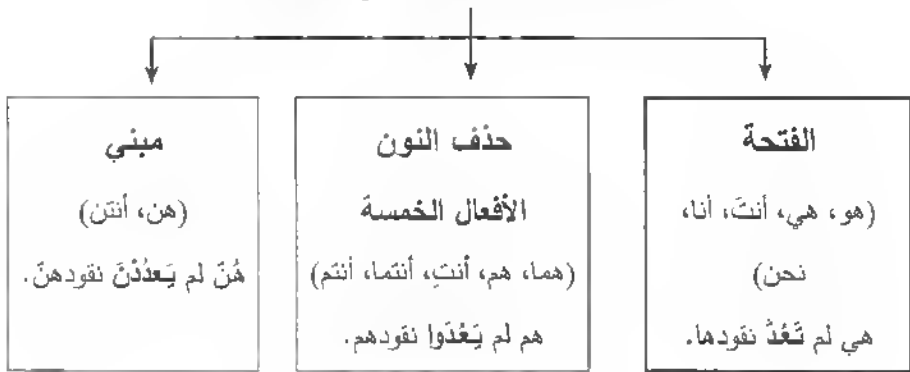 الفتحة
(هو، هي، أنتَ، أنا،
نحن)
هي لم تَعُدَّ نقودها.
حذف النون
الأفعال الخمسة
(هما، هم، أنتِ، أنتما، أنتم)
هم لم يَعُدّوا نقودهم.
مبني
(هن، أنتن)
هُنّ لم يَعدُدْنَ نقودهنّ.